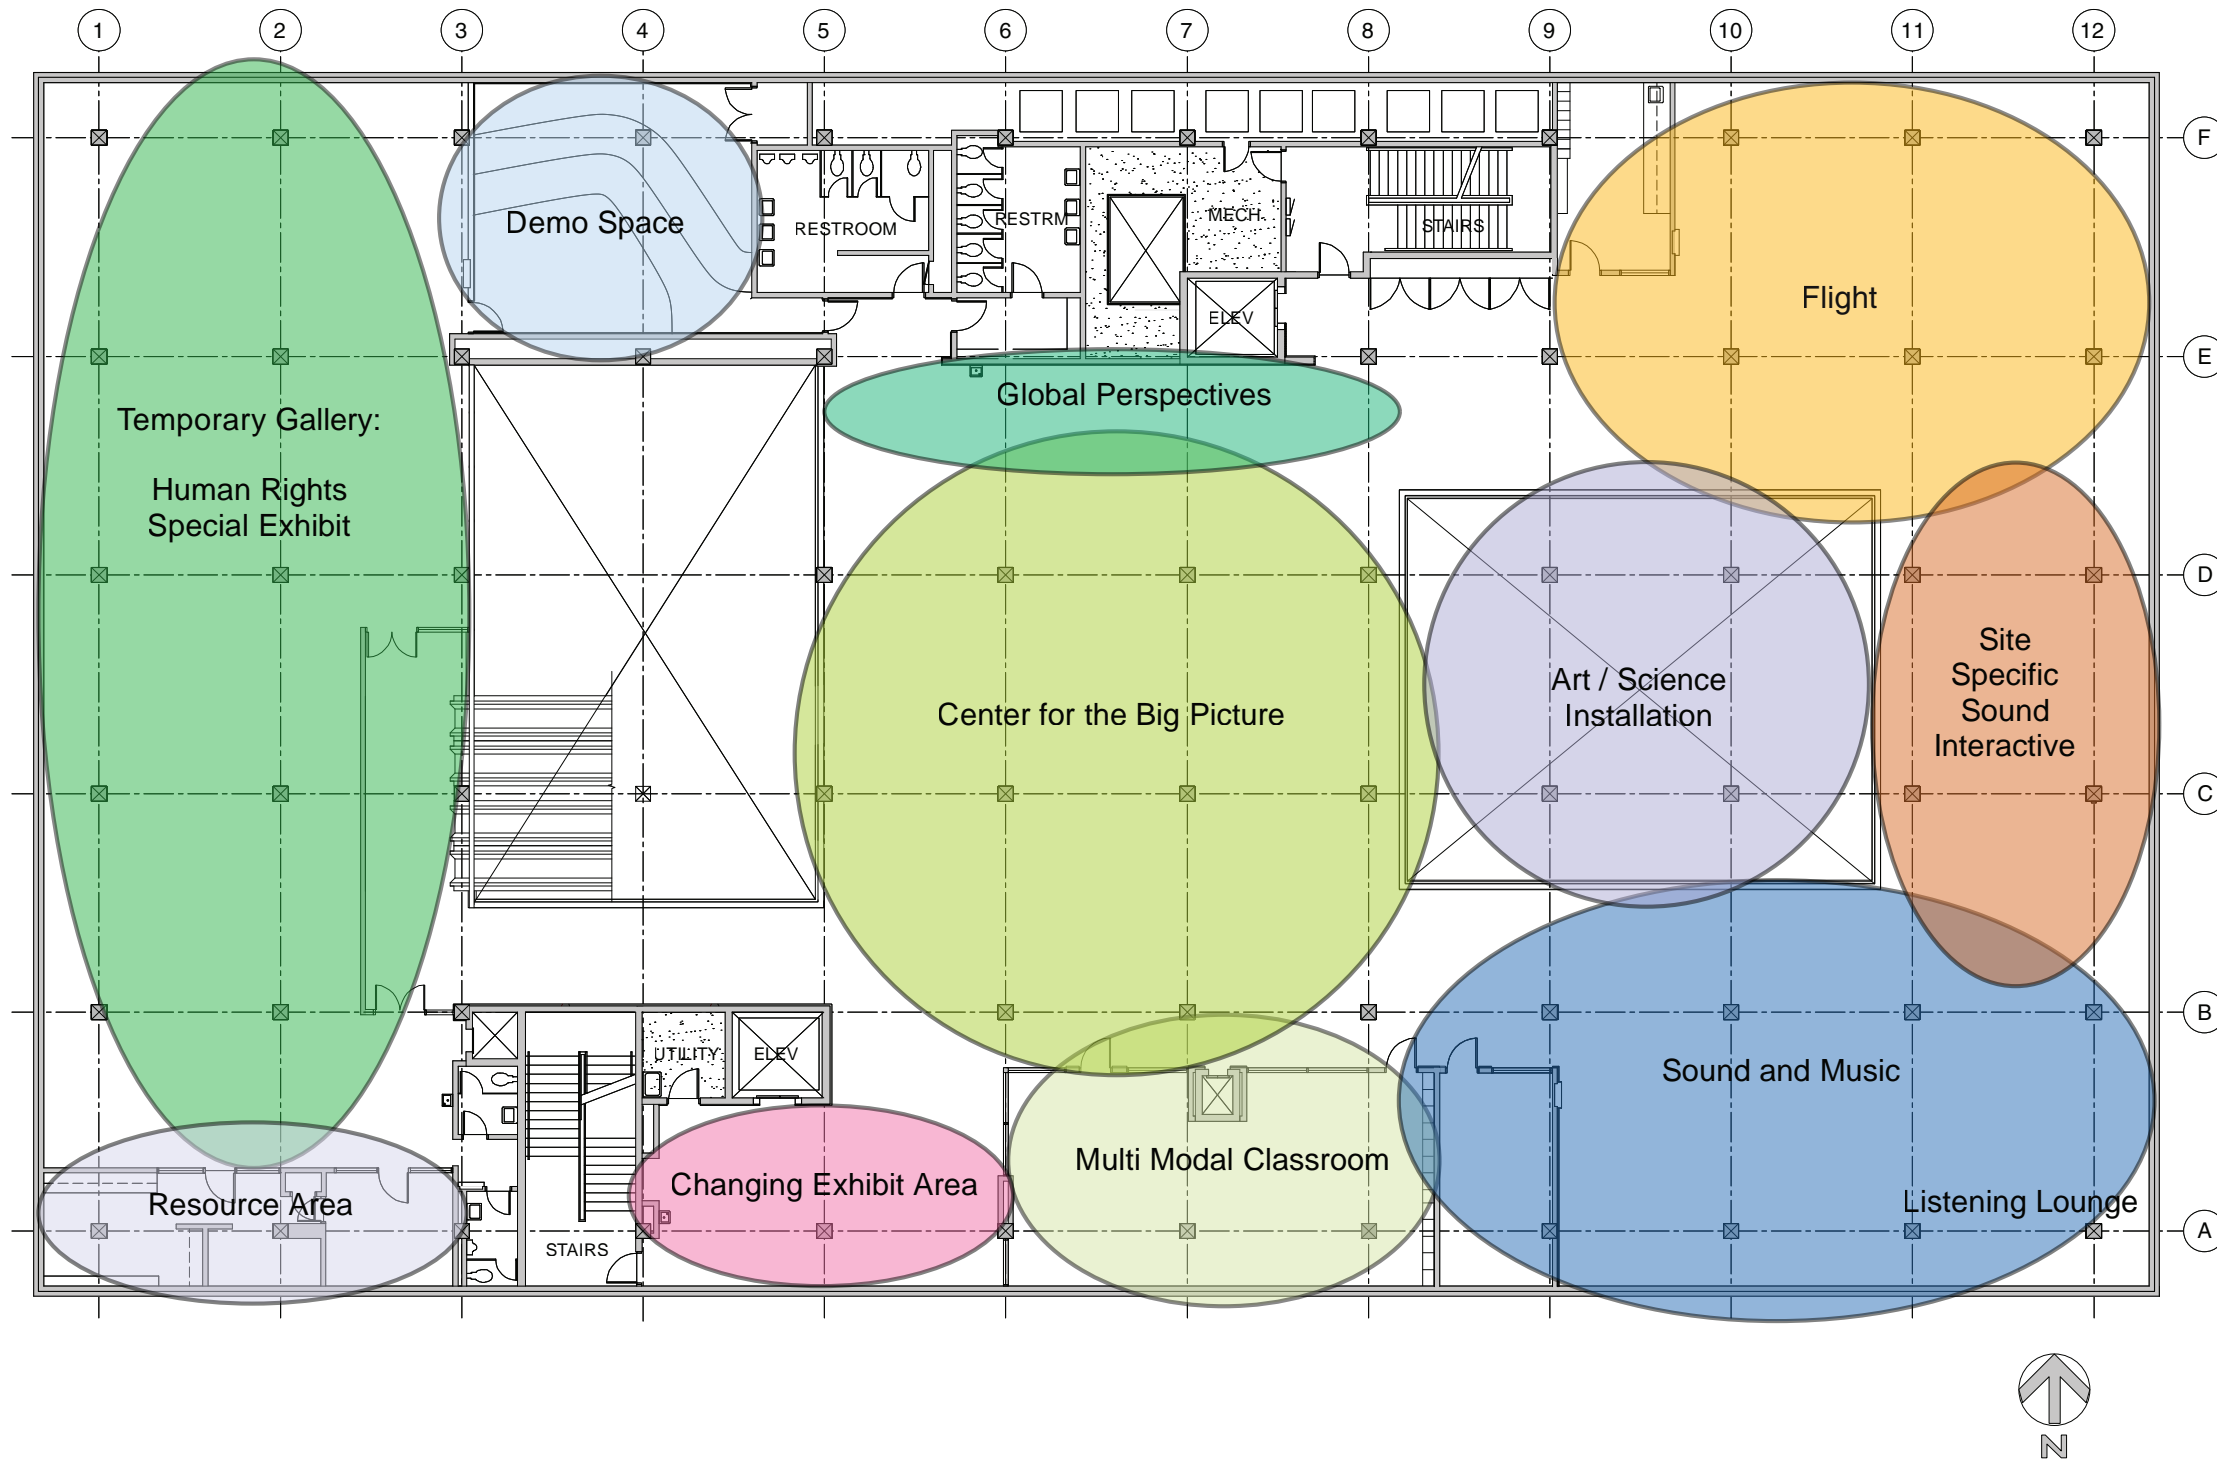 1 2 3 4 5 6 7 8 9 10 11 12
F
Demo Space
RESTROOM
RESTRM
MECH.
STAIRS
ELEV
Flight
E
Global Perspectives
Temporary Gallery:
Human Rights
Special Exhibit
D
Center for the Big Picture
Art / Science
Installation
Site
Specific
Sound
Interactive
C
B
UTILITY
ELEV
Sound and Music
Multi Modal Classroom
Changing Exhibit Area
Resource Area
Listening Lounge
STAIRS
A
N